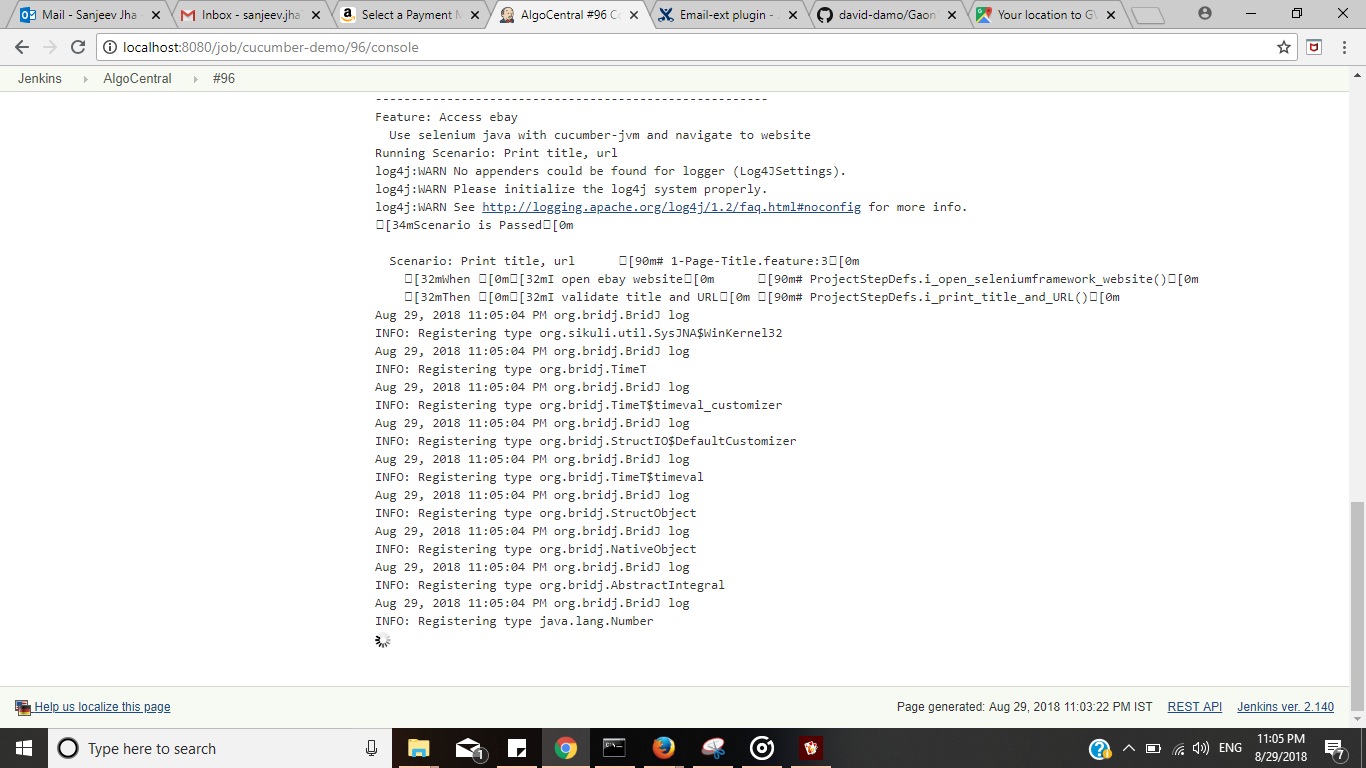 Mail - Sanjeev Jha -
Inbox - sanjeev.jha
Select a Payment M
AlgoCentral #96 Co
Email-ext plugin -
david-damo/Gaon
Your location to G
localhost:8080/job/cucumber-demo/96/console
Jenkins AlgoCentral #96
-------------------------------------------------------
Feature: Access ebay
Use selenium java with cucumber-jvm and navigate to website
Running Scenario: Print title, url
log4j:WARN No appenders could be found for logger (Log4JSettings).
log4j:WARN Please initialize the log4j system properly.
log4j:WARN See http://logging.apache.org/log4j/1.2/faq.html#noconfig for more info.
[34mScenario is Passed[0m
Scenario: Print title, url [90m# 1-Page-Title.feature:3[0m
[32mWhen [0m[32mI open ebay website[0m [90m# ProjectStepDefs.i_open_seleniumframework_website()[0m
[32mThen [0m[32mI validate title and URL[0m [90m# ProjectStepDefs.i_print_title_and_URL()[0m
Aug 29, 2018 11:05:04 PM org.bridj.BridJ log
INFO: Registering type org.sikuli.util.SysJNA$WinKernel32
Aug 29, 2018 11:05:04 PM org.bridj.BridJ log
INFO: Registering type org.bridj.TimeT
Aug 29, 2018 11:05:04 PM org.bridj.BridJ log
INFO: Registering type org.bridj.TimeT$timeval_customizer
Aug 29, 2018 11:05:04 PM org.bridj.BridJ log
INFO: Registering type org.bridj.StructIO$DefaultCustomizer
Aug 29, 2018 11:05:04 PM org.bridj.BridJ log
INFO: Registering type org.bridj.TimeT$timeval
Aug 29, 2018 11:05:04 PM org.bridj.BridJ log
INFO: Registering type org.bridj.StructObject
Aug 29, 2018 11:05:04 PM org.bridj.BridJ log
INFO: Registering type org.bridj.NativeObject
Aug 29, 2018 11:05:04 PM org.bridj.BridJ log
INFO: Registering type org.bridj.AbstractIntegral
Aug 29, 2018 11:05:04 PM org.bridj.BridJ log
INFO: Registering type java.lang.Number
Help us localize this page
Page generated: Aug 29, 2018 11:03:22 PM IST REST API Jenkins ver. 2.140
Type here to search
1
ENG
11:05 PM
8/29/2018
7